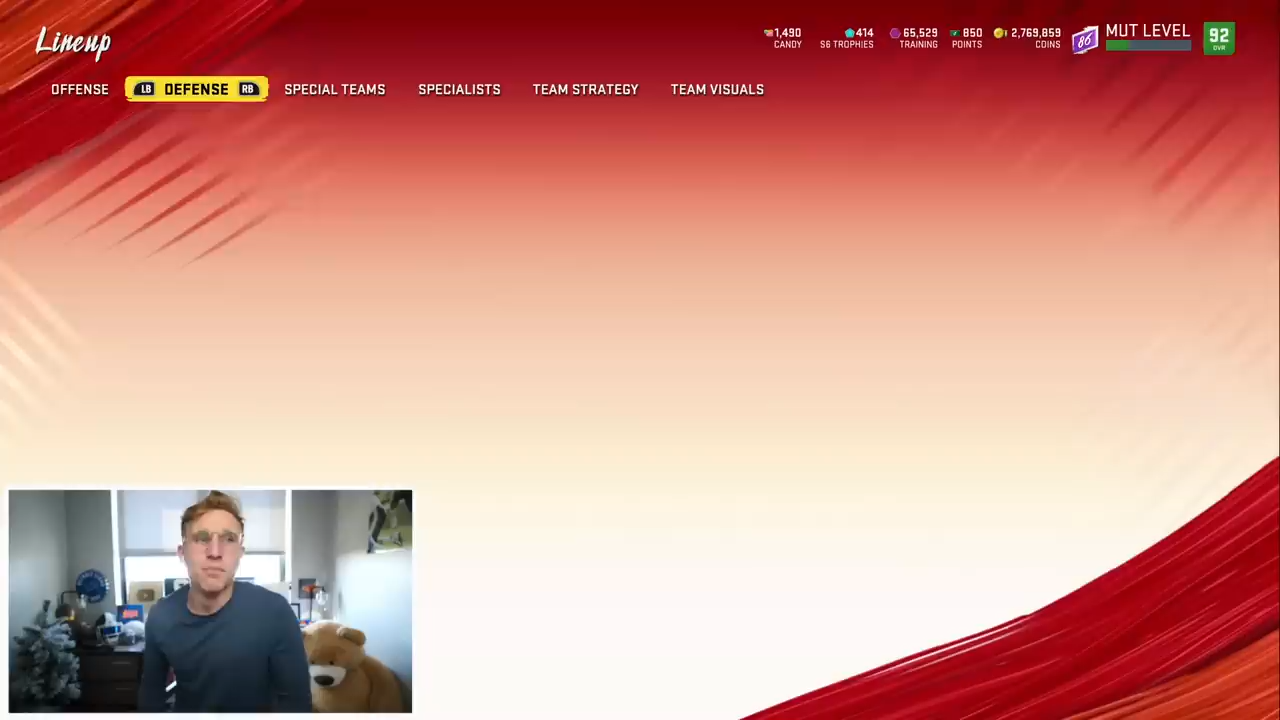 Lineup
1,490 CANDY
414 S6 TROPHIES
65,529 TRAINING
850 POINTS
2,769,859 COINS
86
MUT LEVEL
92 OVR
OFFENSE LB DEFENSE RB SPECIAL TEAMS SPECIALISTS TEAM STRATEGY TEAM VISUALS